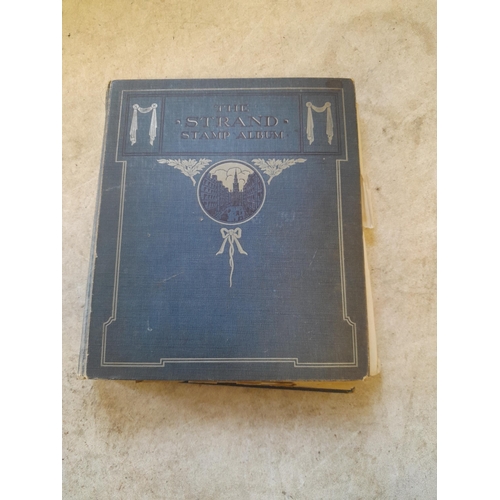 THE
· STRAND ·
STAMP ALBUM